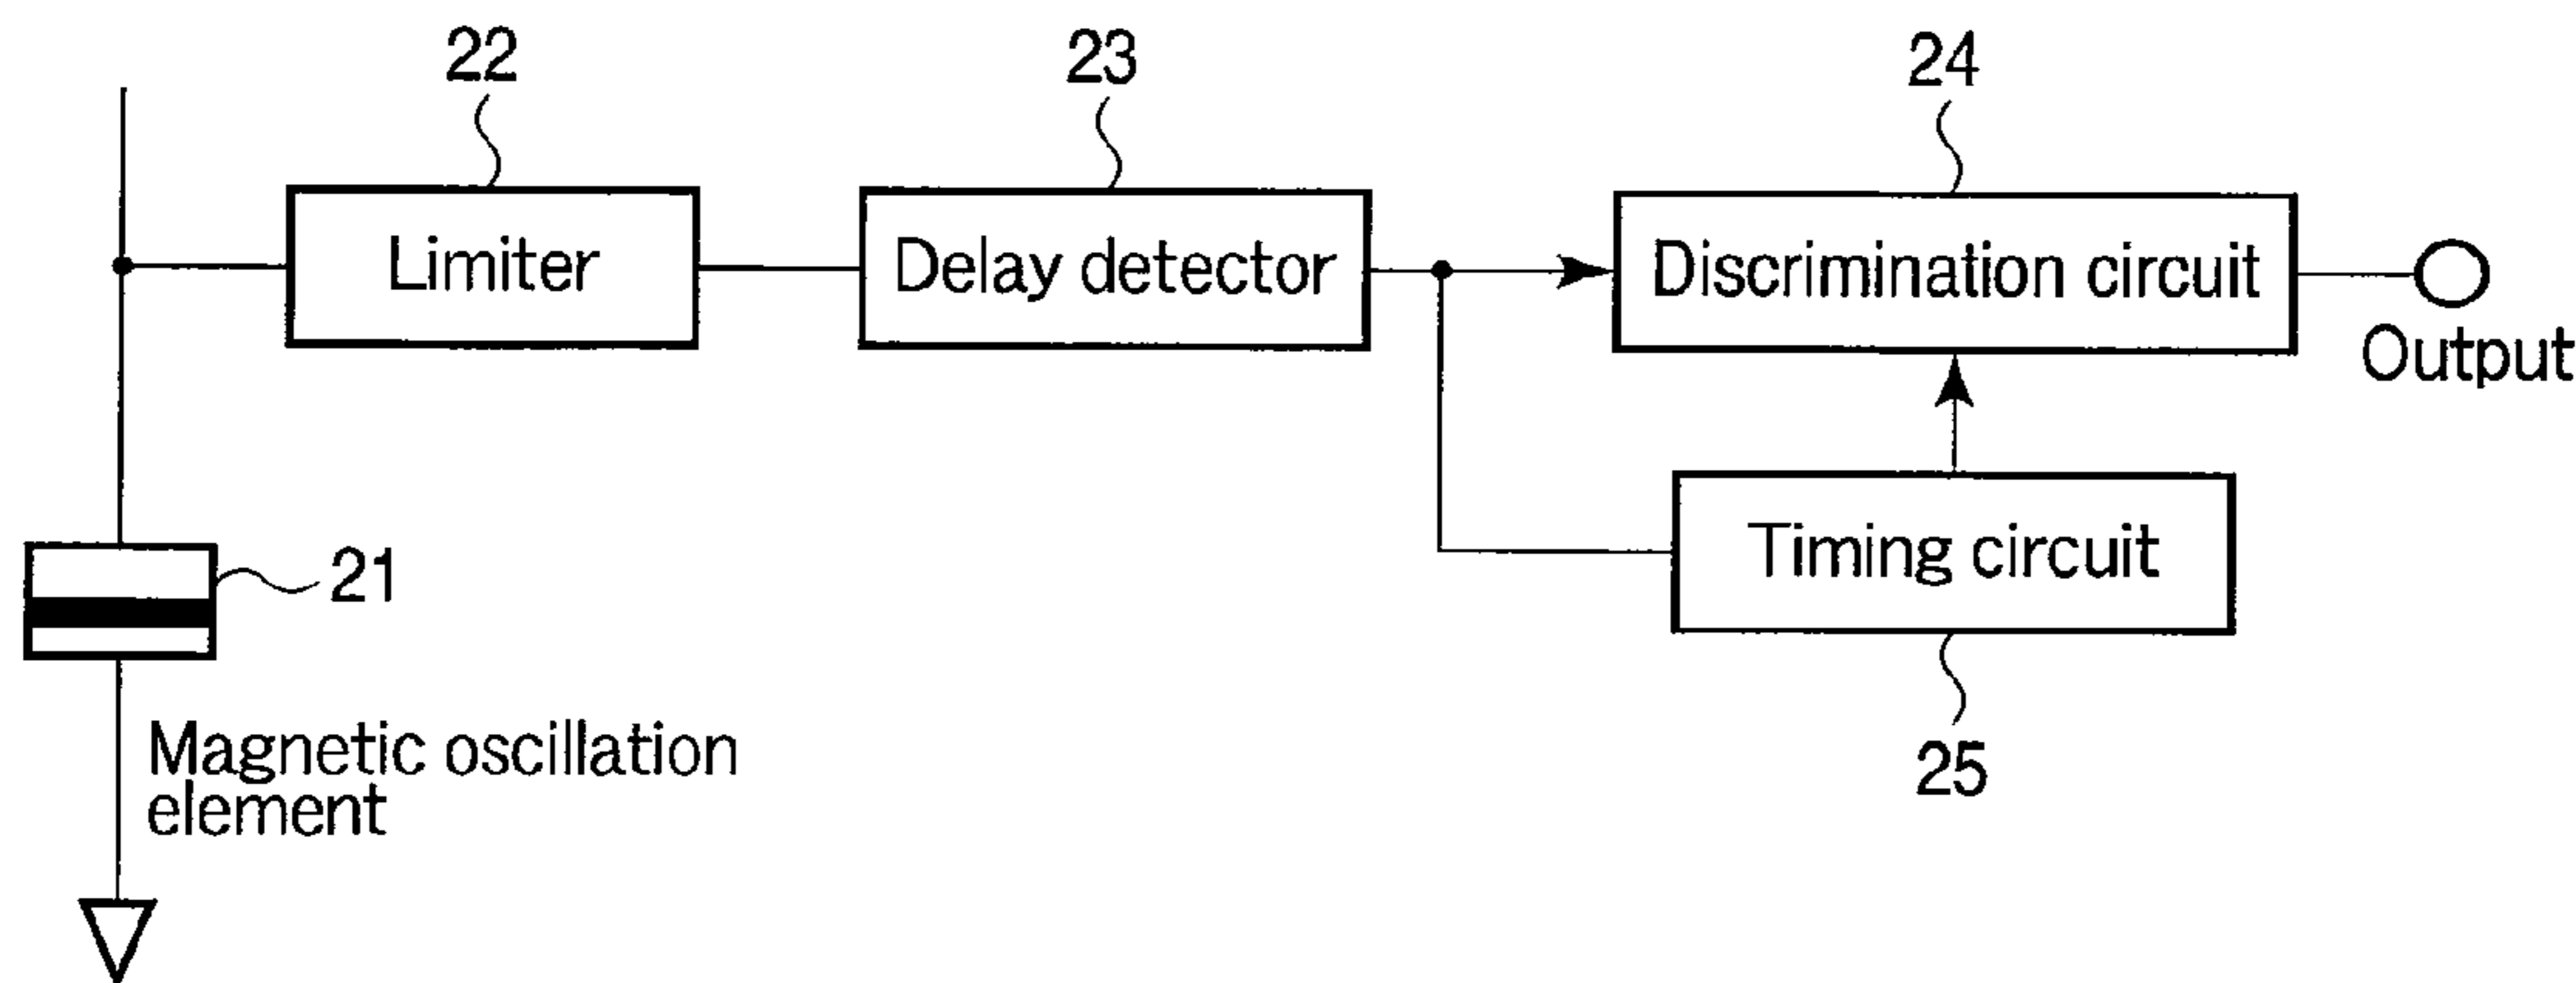 22
23
24
Limiter
Delay detector
Discrimination circuit
Output
21
Timing circuit
Magnetic oscillation
element
25